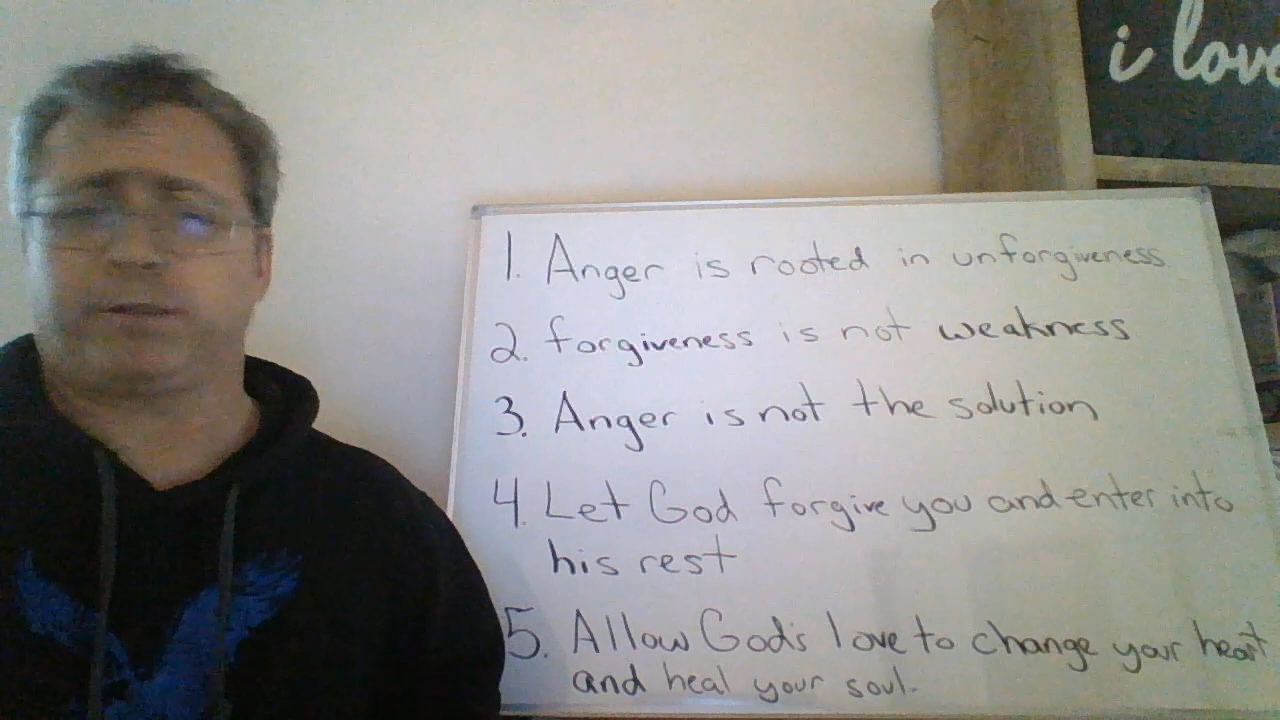 i love
1. Anger is rooted in unforgiveness.
2. forgiveness is not weakness
3. Anger is not the solution
4. Let God forgive you and enter into
his rest
5. Allow God's love to change your heart
and heal your soul.